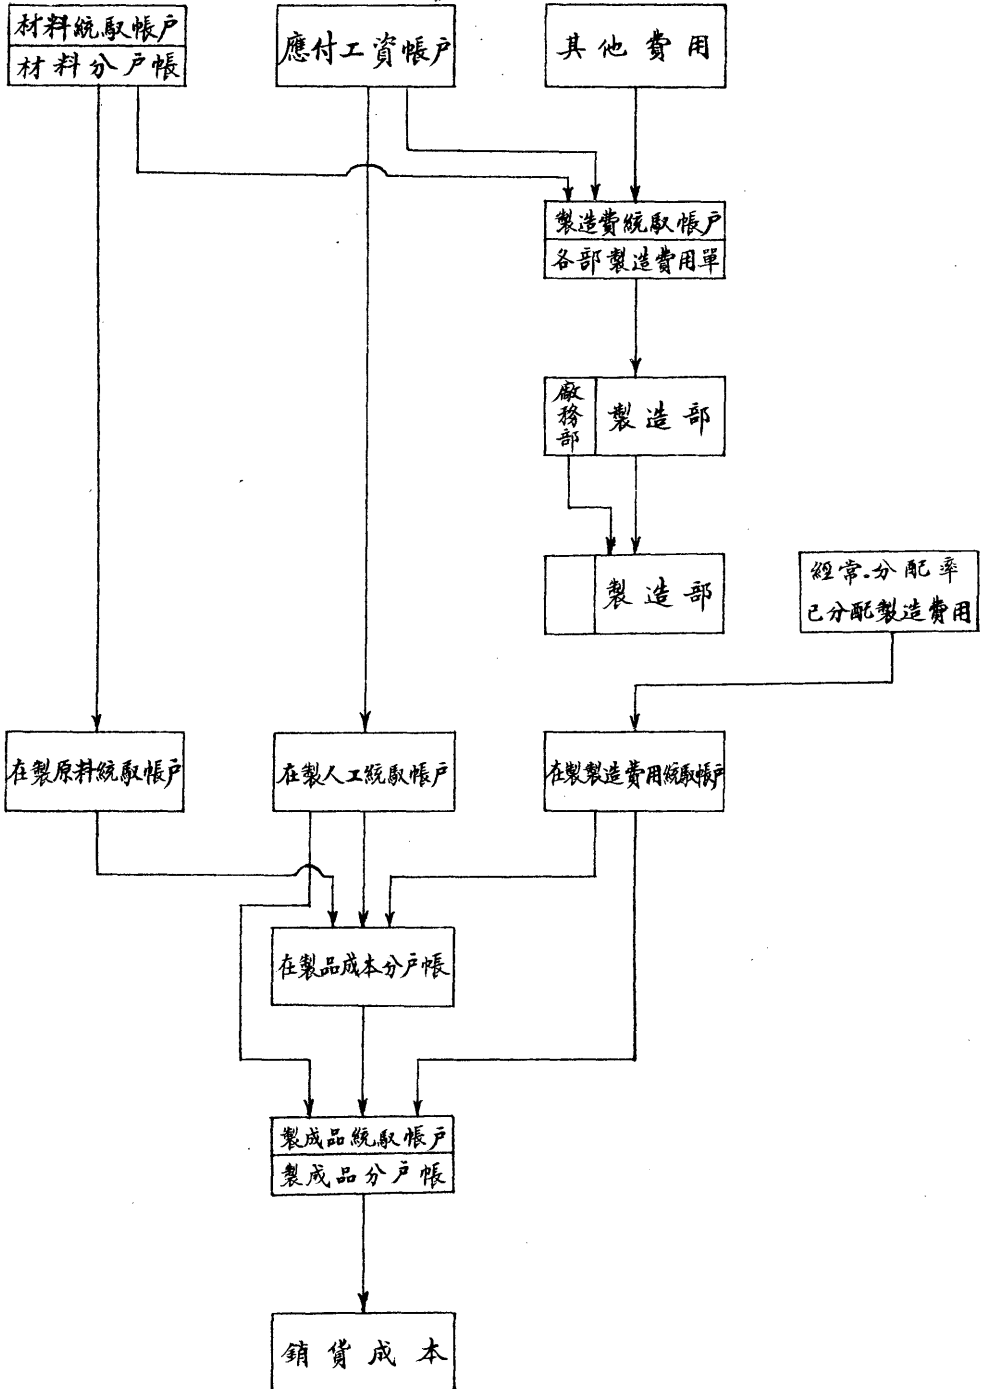 材料統馭帳户
材料分户帳
應付工資帳户
其他費用
製造費統馭帳户
各部製造費用單
廠務部
製造部
製造部
經常.分配率
已分配製造費用
在製原料統馭帳户
在製人工統馭帳户
在製製造費用統馭帳户
在製品成本分户帳
製成品統馭帳户
製成品分户帳
銷貨成本